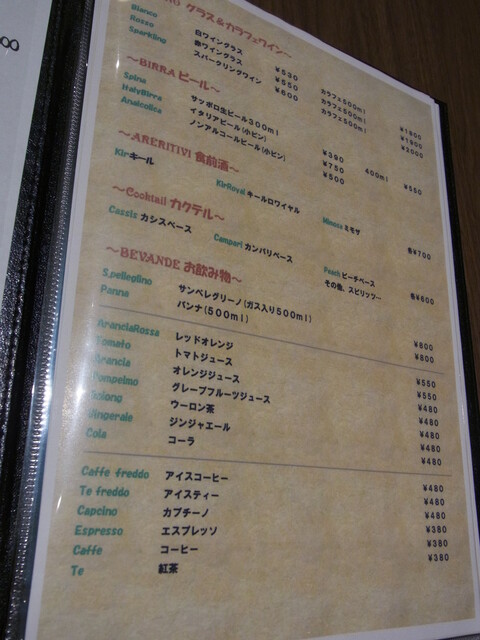 8
グラス&カラフェワイン～
Bianco 白ワイングラス ¥530 カラフェ500ml ¥1800
Rosso 赤ワイングラス ¥550 カラフェ500ml ¥1900
Sparkling スパークリングワイン ¥600 カラフェ500ml ¥2000
～BIRRA ビール～
Spina サッポロ生ビール300ml ¥390 400ml ¥550
ItalyBirra イタリアビール(小ビン) ¥750
Analcolica ノンアルコールビール(小ビン) ¥500
～ARERITIVI 食前酒～
Kir キール KirRoyal キールロワイヤル Mimosa ミモサ 各¥700
～Cocktail カクテル～
Cassis カシスベース Campari カンパリベース Peach ピーチベース
その他、スピリッツ… 各¥600
～BEVANDE お飲み物～
S.pelleglino サンペレグリーノ(ガス入り500ml) ¥800
Panna パンナ(500ml) ¥800
AranciaRossa レッドオレンジ ¥550
Tomato トマトジュース ¥550
Arancia オレンジジュース ¥480
Pompelmo グレープフルーツジュース ¥480
Oolong ウーロン茶 ¥480
Jinperale ジンジャエール ¥480
Cola コーラ ¥480
Caffe freddo アイスコーヒー ¥480
Te freddo アイスティー ¥480
Capcino カプチーノ ¥480
Espresso エスプレッソ ¥380
Caffe コーヒー ¥380
Te 紅茶 ¥380